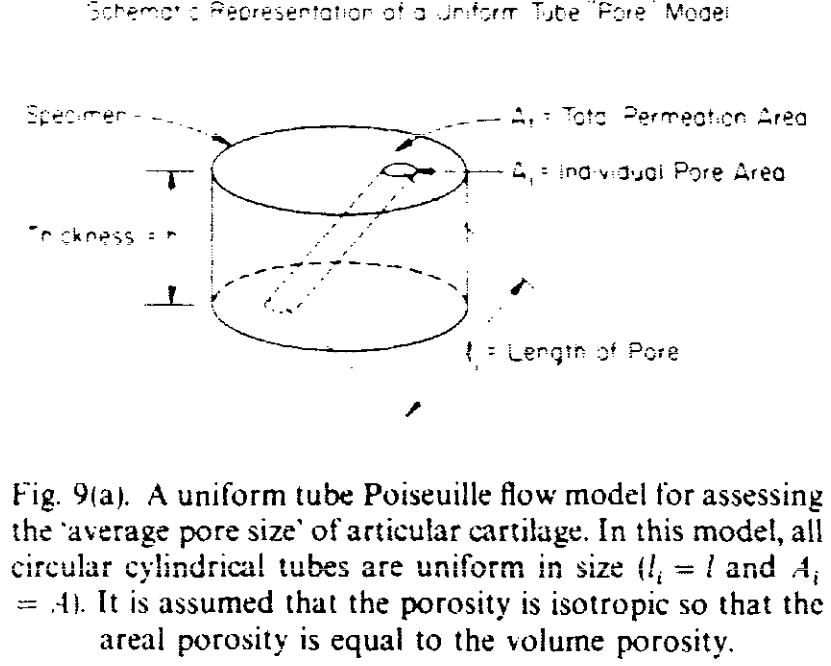 Schematic Representation of a Uniform Tube "Pore" Model
Specimen
A_t = Total Permeation Area
A_i = Individual Pore Area
Thickness = h
l_i = Length of Pore
Fig. 9(a). A uniform tube Poiseuille flow model for assessing
the 'average pore size' of articular cartilage. In this model, all
circular cylindrical tubes are uniform in size (l_i = l and A_i
= A). It is assumed that the porosity is isotropic so that the
areal porosity is equal to the volume porosity.